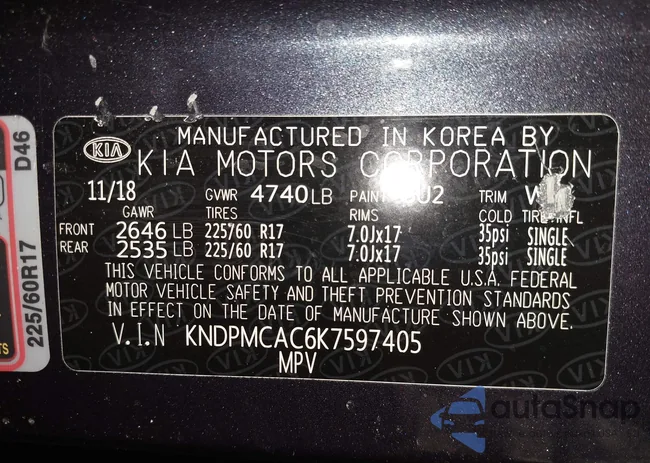 MANUFACTURED IN KOREA BY
KIA KIA MOTORS CORPORATION
11/18 GVWR 4740LB PAINT TRIM
GAWR TIRES RIMS COLD TIRE INFL
FRONT 2646 LB 225/60 R17 7.0Jx17 35psi SINGLE
REAR 2535 LB 225/60 R17 7.0Jx17 35psi SINGLE
THIS VEHICLE CONFORMS TO ALL APPLICABLE U.S.A. FEDERAL
MOTOR VEHICLE SAFETY AND THEFT PREVENTION STANDARDS
IN EFFECT ON THE DATE OF MANUFACTURE SHOWN ABOVE.
V.I.N KNDPMCAC6K7597405
MPV
225/60R17 D46
autoSnap